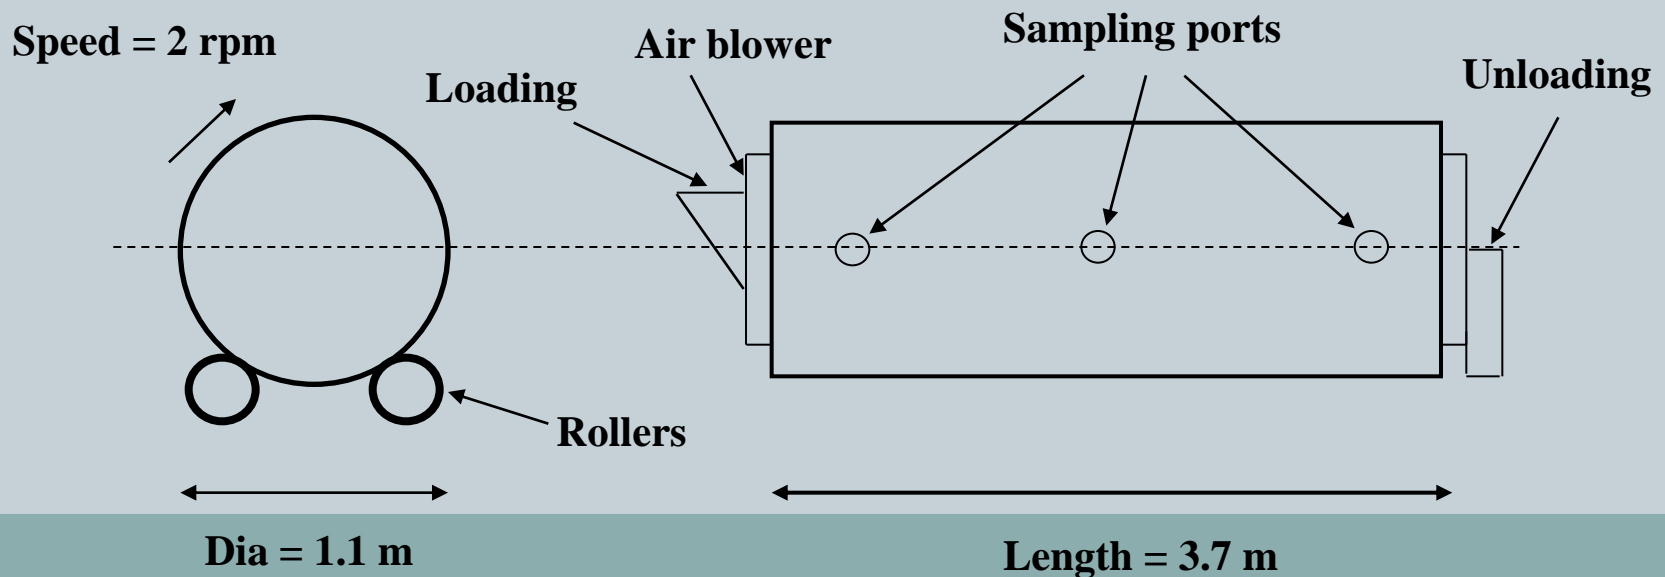 Speed = 2 rpm
Loading
Air blower
Sampling ports
Unloading
Rollers
Dia = 1.1 m
Length = 3.7 m